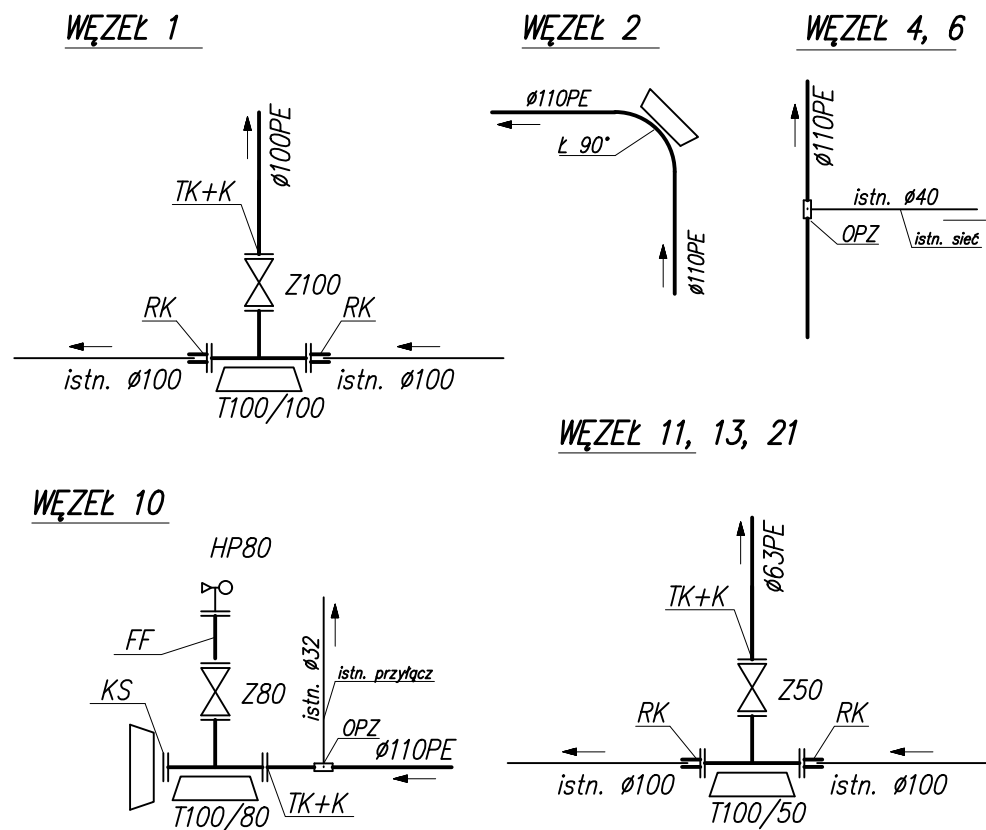 WĘZEŁ 1
ø100PE
TK+K
Z100
RK
RK
istn. ø100
istn. ø100
T100/100
WĘZEŁ 2
ø110PE
Ł 90°
ø110PE
WĘZEŁ 4, 6
ø110PE
istn. ø40
OPZ
istn. sieć
WĘZEŁ 10
HP80
FF
KS
Z80
istn. ø32
istn. przyłącz
OPZ
ø110PE
TK+K
T100/80
WĘZEŁ 11, 13, 21
ø63PE
TK+K
Z50
RK
RK
istn. ø100
istn. ø100
T100/50